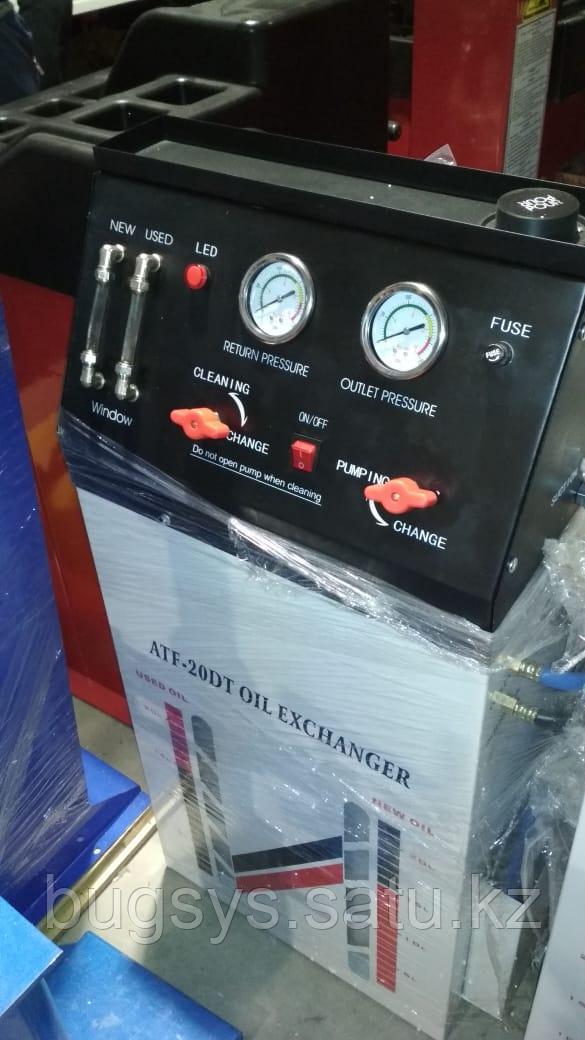 NEW USED LED
FUSE
FUSE
RETURN PRESSURE
OUTLET PRESSURE
CLEANING
Window
ON/OFF
CHANGE
Do not open pump when cleaning
PUMPING
CHANGE
ATF-20DT OIL EXCHANGER
USED OIL
NEW OIL
bugsys.satu.kz